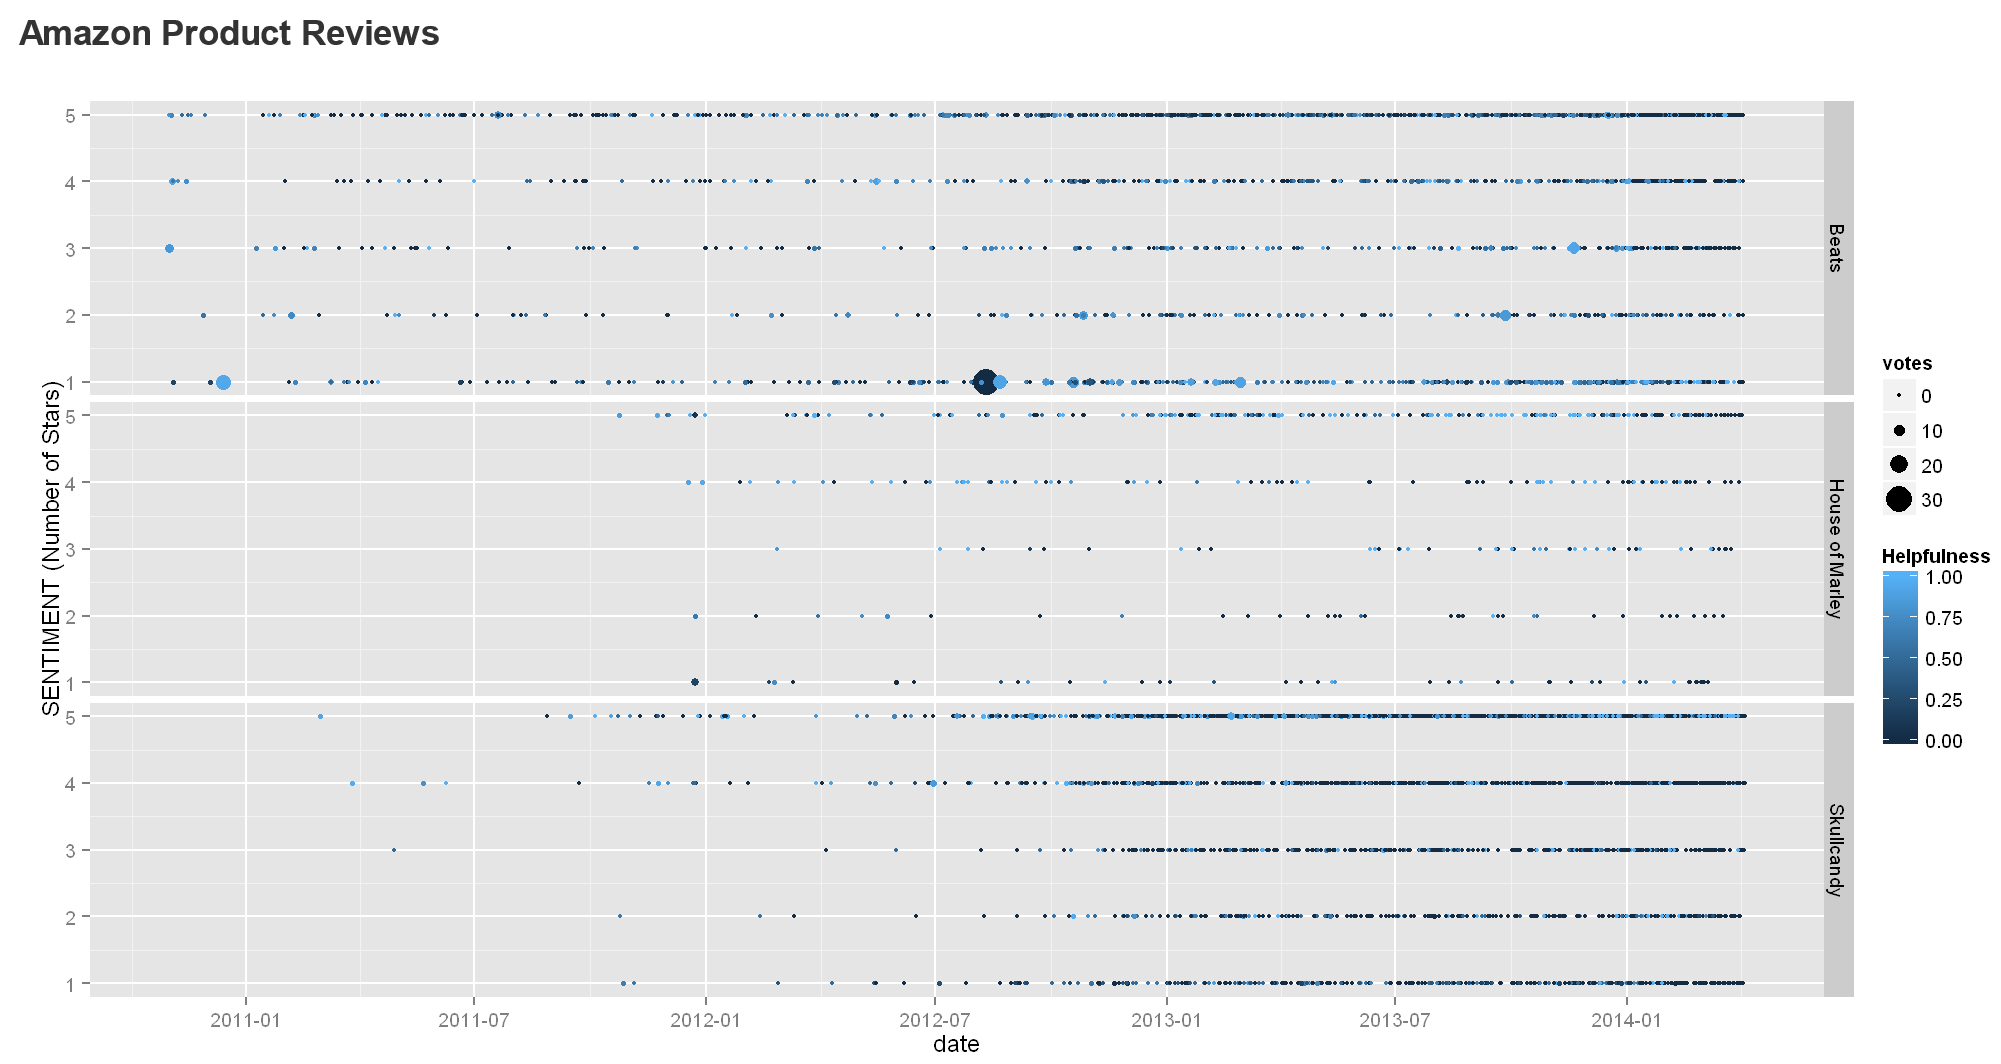 Amazon Product Reviews
SENTIMENT (Number of Stars)
5
4
3
2
1
Beats
5
4
3
2
1
House of Marley
5
4
3
2
1
Skullcandy
2011-01 2011-07 2012-01 2012-07 2013-01 2013-07 2014-01
date
votes
0
10
20
30
Helpfulness
1.00
0.75
0.50
0.25
0.00